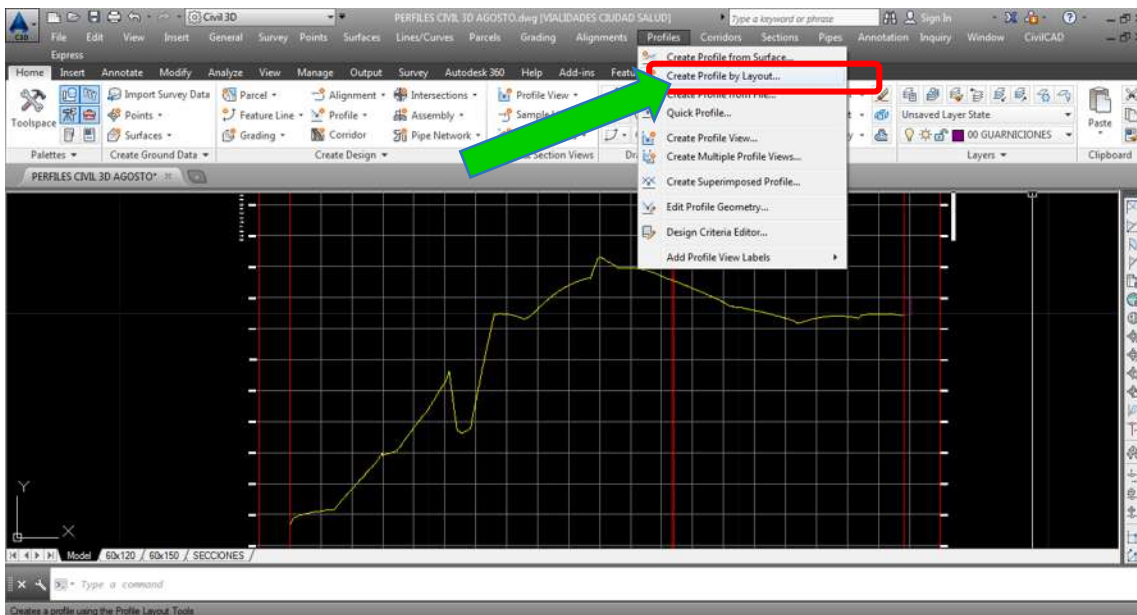 Civil 3D PERFILES CIVIL 3D AGOSTO.dwg [VIALIDADES CIUDAD SALUD] Type a keyword or phrase Sign In
C3D File Edit View Insert General Survey Points Surfaces Lines/Curves Parcels Grading Alignments Profiles Corridors Sections Pipes Annotation Inquiry Window CivilCAD
Express
Home Insert Annotate Modify Analyze View Manage Output Survey Autodesk 360 Help Add-ins
Toolspace Import Survey Data Parcel Alignment Intersections Profile View
Points Feature Line Profile Assembly Unsaved Layer State Paste
Surfaces Grading Corridor Pipe Network 00 GUARNICIONES
Palettes Create Ground Data Create Design Section Views Layers Clipboard
Create Profile from Surface...
Create Profile by Layout...
Create Profile from File...
Quick Profile...
Create Profile View...
Create Multiple Profile Views...
Create Superimposed Profile...
Edit Profile Geometry...
Design Criteria Editor...
Add Profile View Labels
PERFILES CIVIL 3D AGOSTO*
Y
X
Model 60x120 60x150 SECCIONES
Type a command
Creates a profile using the Profile Layout Tools